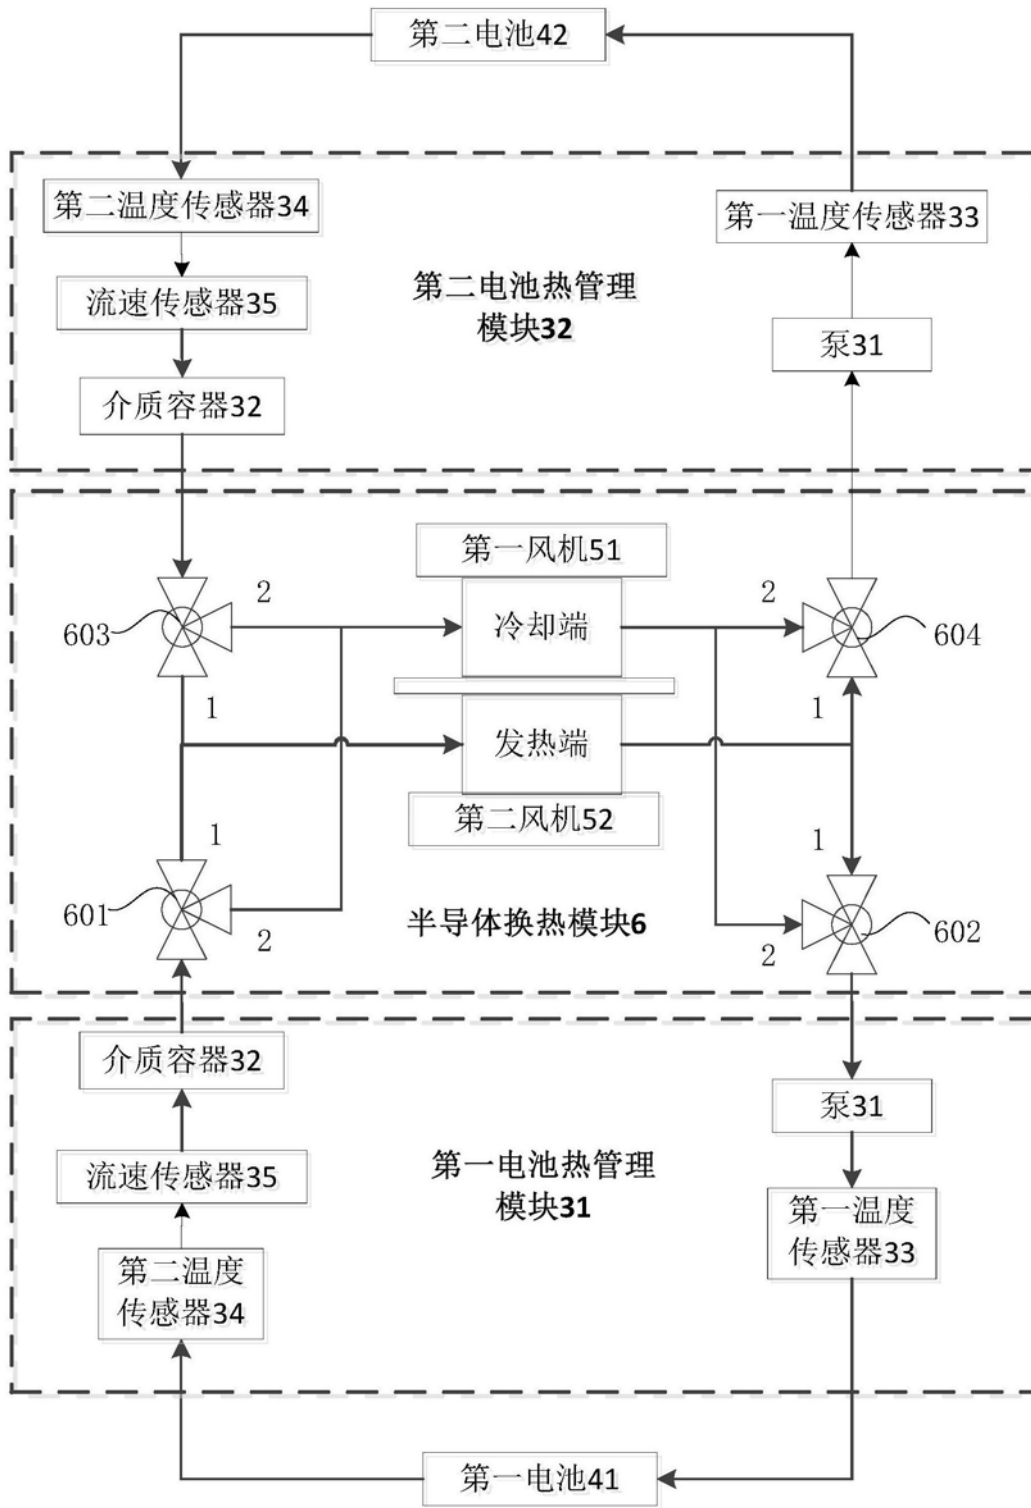 第二电池42
第二温度传感器34
第一温度传感器33
流速传感器35
第二电池热管理
模块32
泵31
介质容器32
第一风机51
2
冷却端
2
603
604
1
1
发热端
第二风机52
1
1
601
半导体换热模块6
602
2
2
介质容器32
泵31
流速传感器35
第一电池热管理
模块31
第一温度
传感器33
第二温度
传感器34
第一电池41